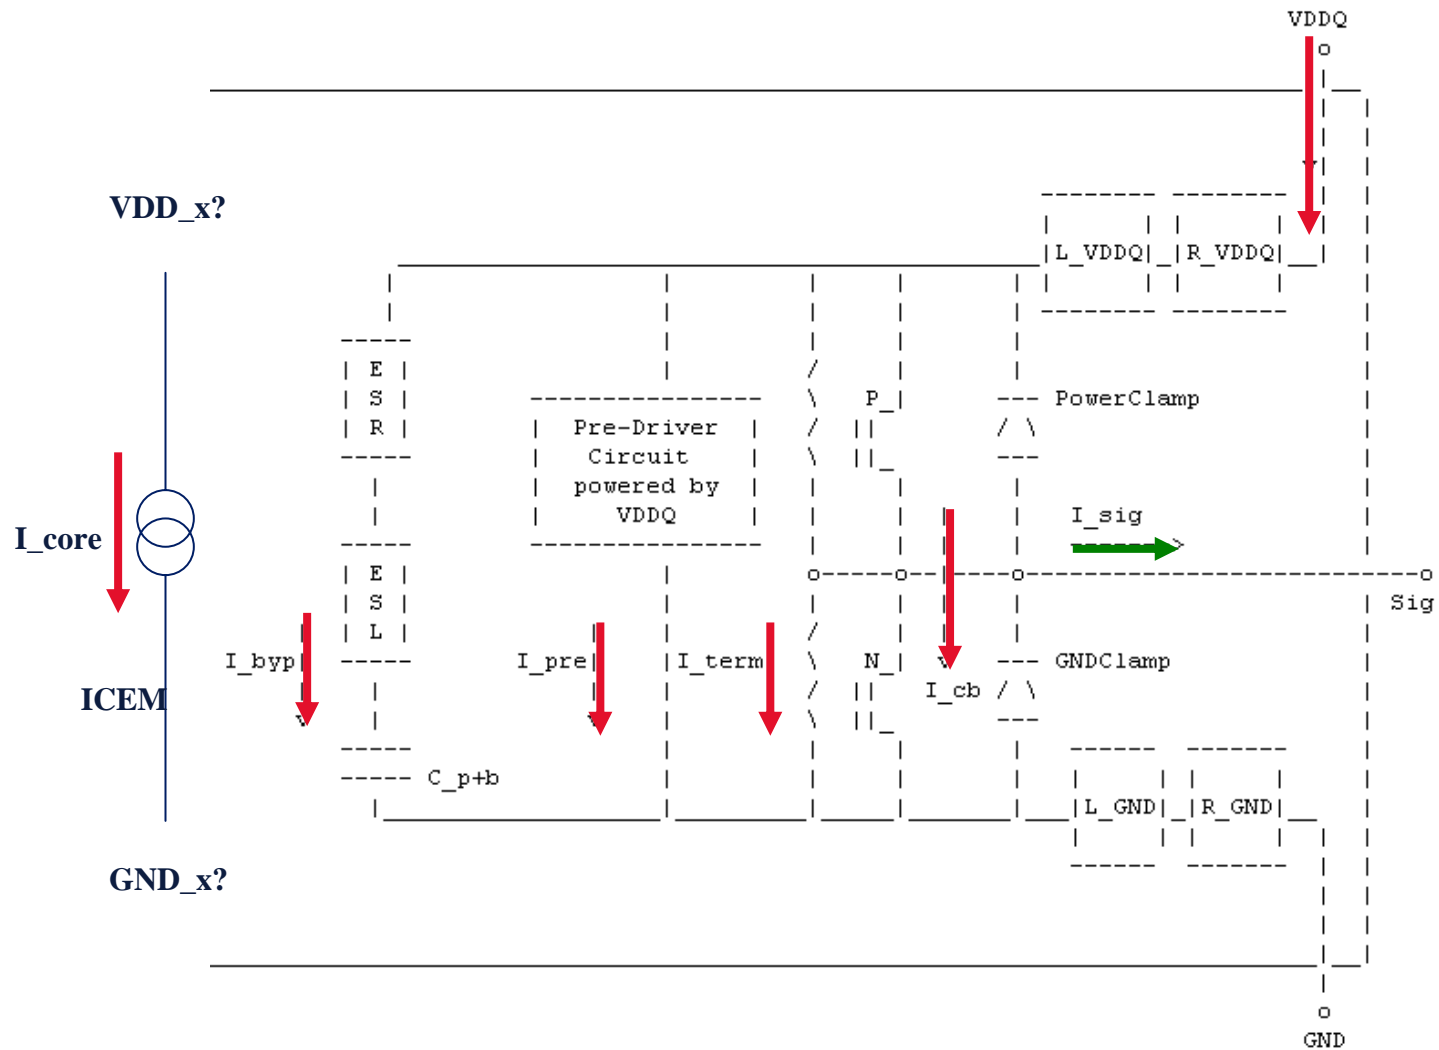 VDDQ
VDD_x?
L_VDDQ
R_VDDQ
E
S
R
P_
PowerClamp
Pre-Driver
Circuit
powered by
VDDQ
I_core
I_sig
E
S
L
Sig
I_byp
I_pre
I_term
N_
GNDClamp
I_cb
ICEM
C_p+b
L_GND
R_GND
GND_x?
GND